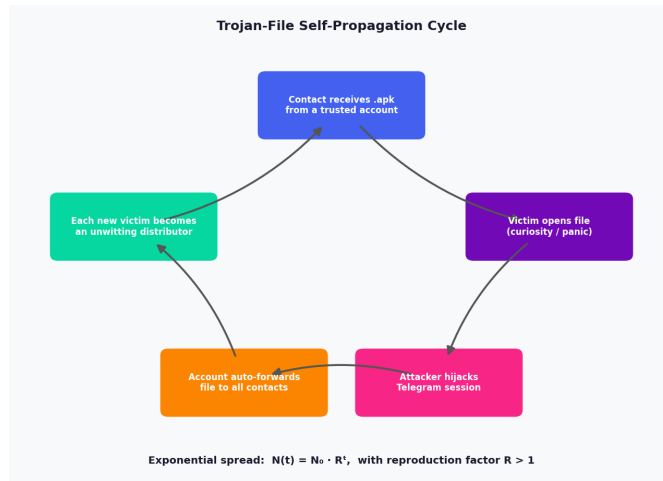 Trojan-File Self-Propagation Cycle
Contact receives .apk
from a trusted account
Each new victim becomes
an unwitting distributor
Victim opens file
(curiosity / panic)
Account auto-forwards
file to all contacts
Attacker hijacks
Telegram session
Exponential spread: N(t) = N₀ · Rᵗ, with reproduction factor R > 1